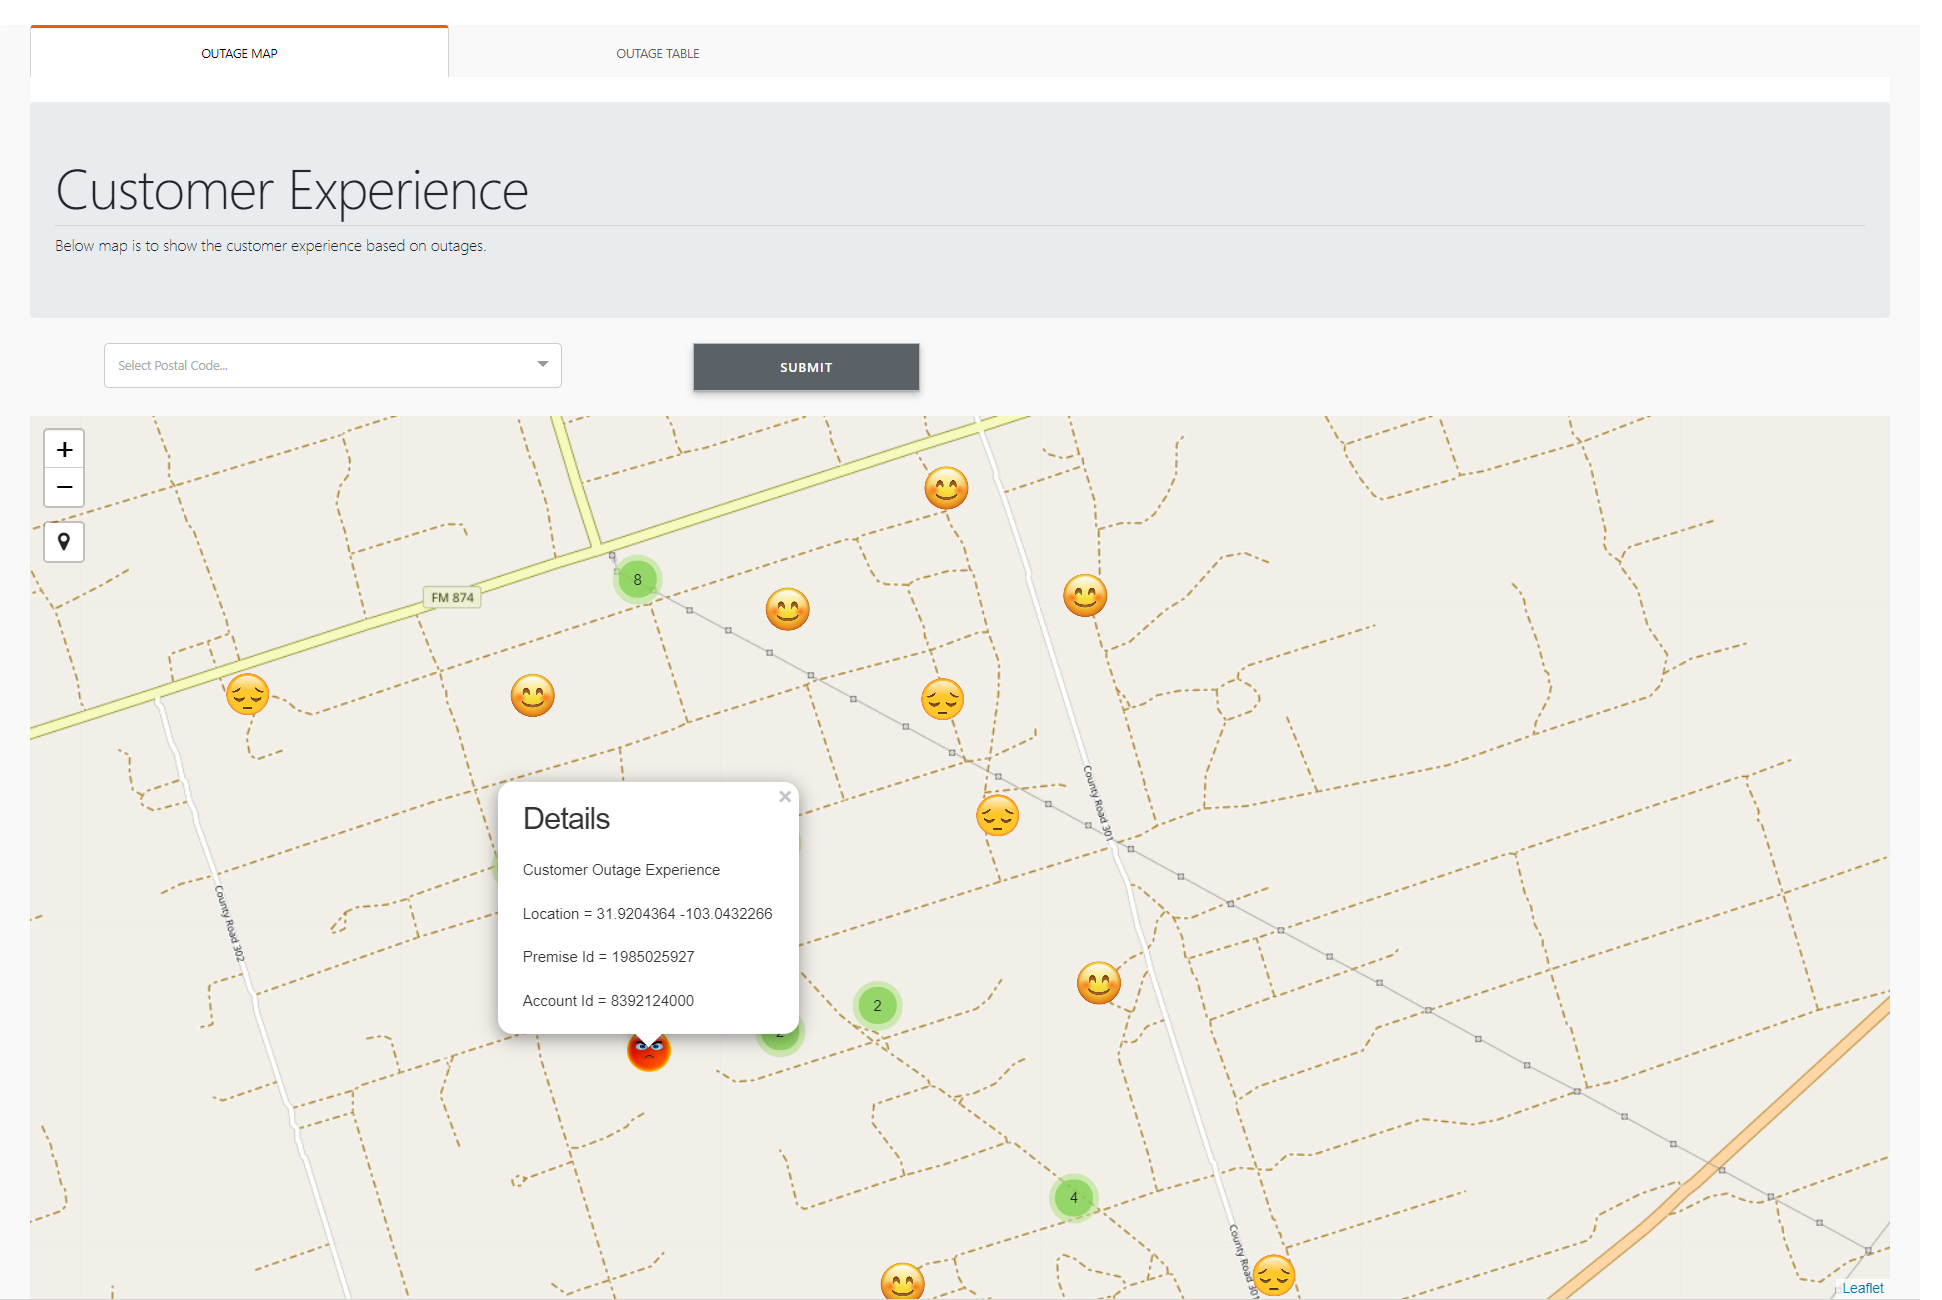 OUTAGE MAP
OUTAGE TABLE
Customer Experience
Below map is to show the customer experience based on outages.
Select Postal Code...
SUBMIT
+
−
8
FM 874
County Road 301
×
Details
Customer Outage Experience
Location = 31.9204364 -103.0432266
Premise Id = 1985025927
Account Id = 8392124000
County Road 302
2
2
4
County Road 301
Leaflet